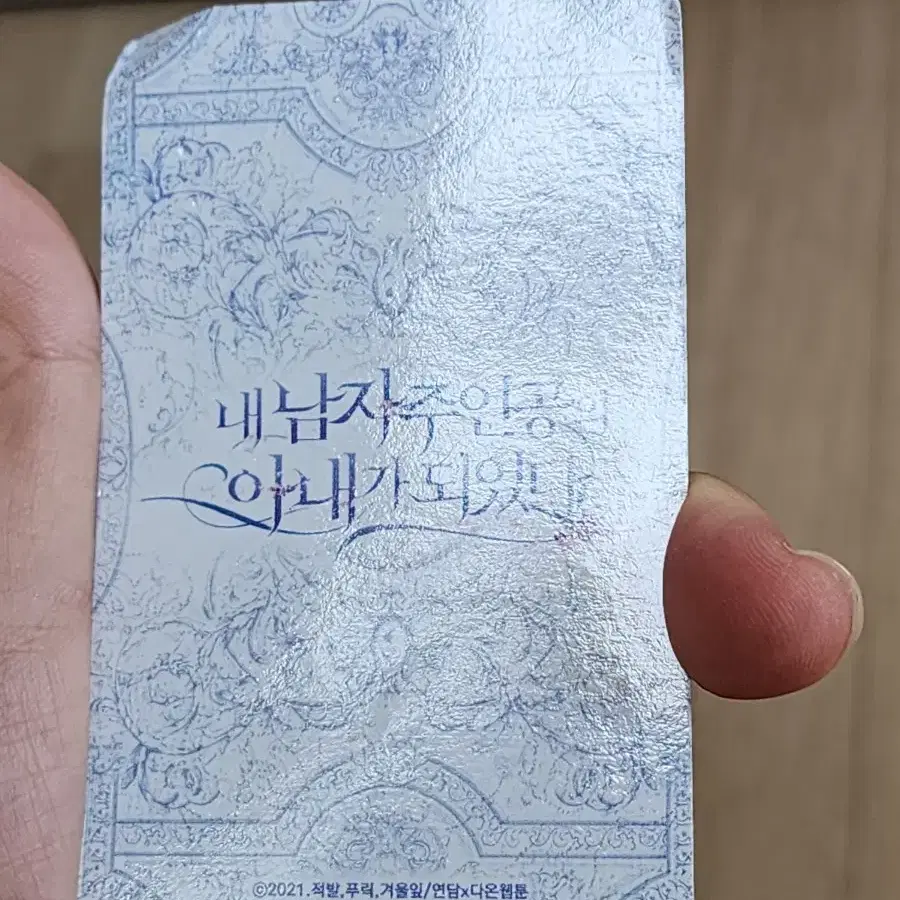 내 남자 주인공의
아내가 되었다
©2021.적발,푸릭,겨울잎/연담x다온웹툰